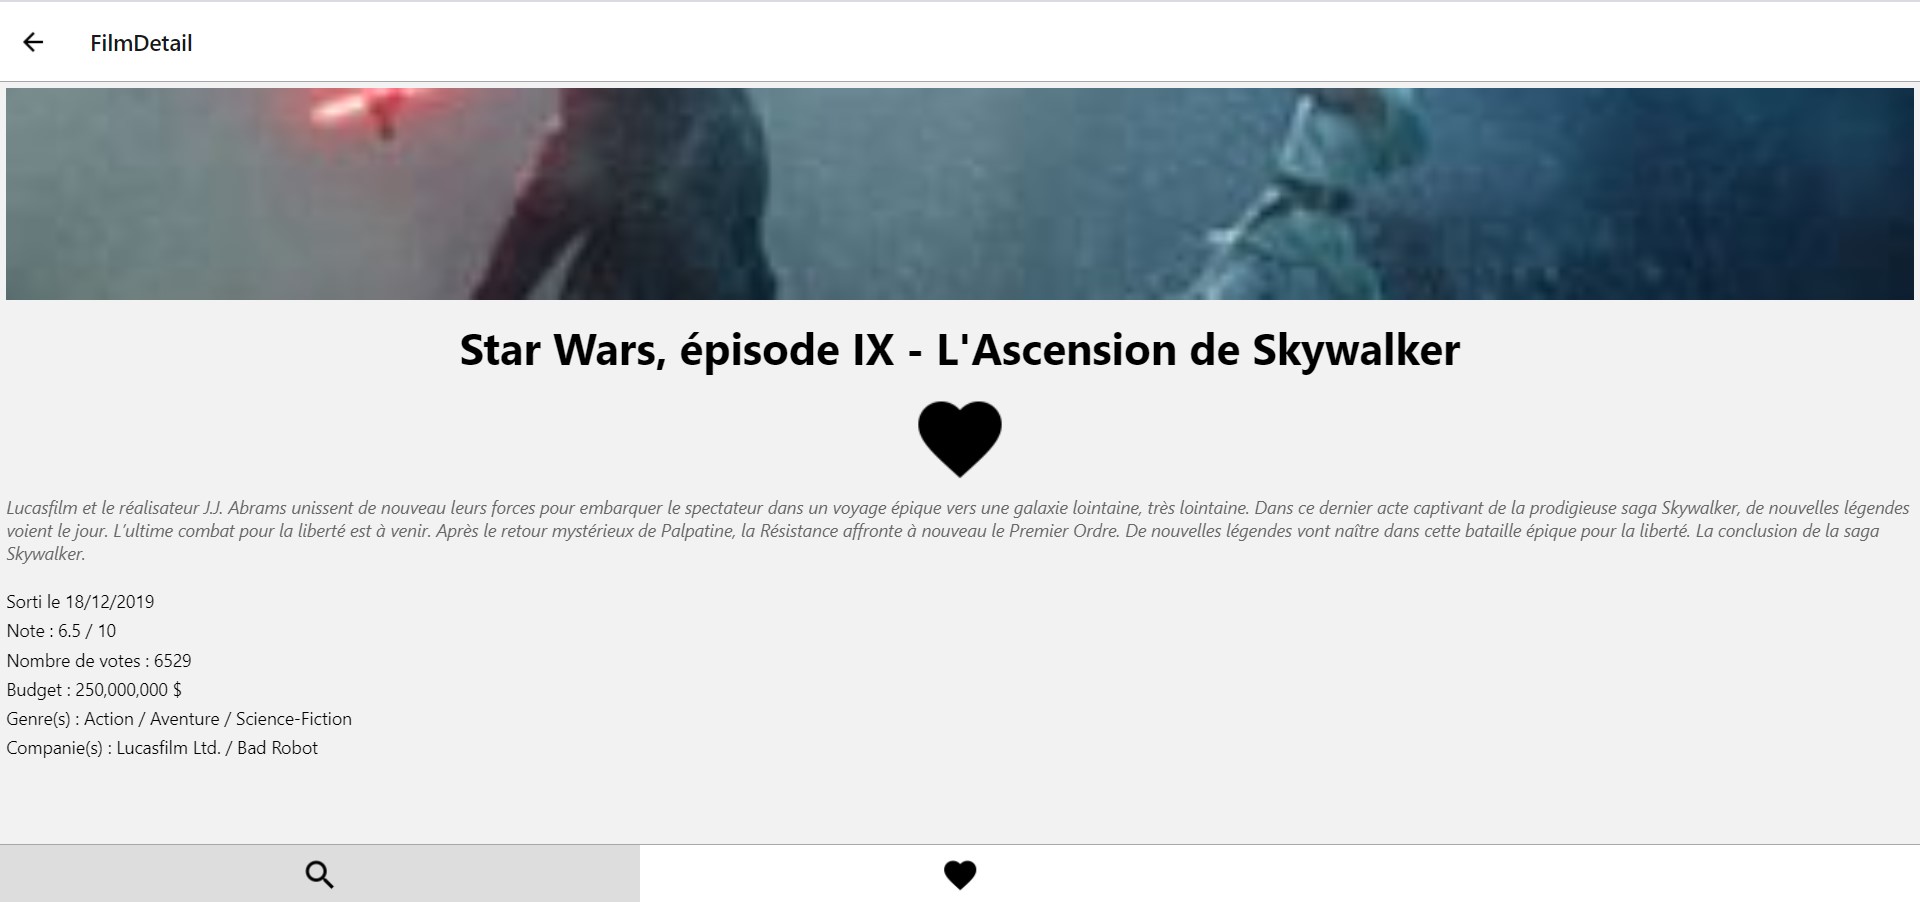 FilmDetail
Star Wars, épisode IX - L'Ascension de Skywalker
Lucasfilm et le réalisateur J.J. Abrams unissent de nouveau leurs forces pour embarquer le spectateur dans un voyage épique vers une galaxie lointaine, très lointaine. Dans ce dernier acte captivant de la prodigieuse saga Skywalker, de nouvelles légendes
voient le jour. L’ultime combat pour la liberté est à venir. Après le retour mystérieux de Palpatine, la Résistance affronte à nouveau le Premier Ordre. De nouvelles légendes vont naître dans cette bataille épique pour la liberté. La conclusion de la saga
Skywalker.
Sorti le 18/12/2019
Note : 6.5 / 10
Nombre de votes : 6529
Budget : 250,000,000 $
Genre(s) : Action / Aventure / Science-Fiction
Companie(s) : Lucasfilm Ltd. / Bad Robot